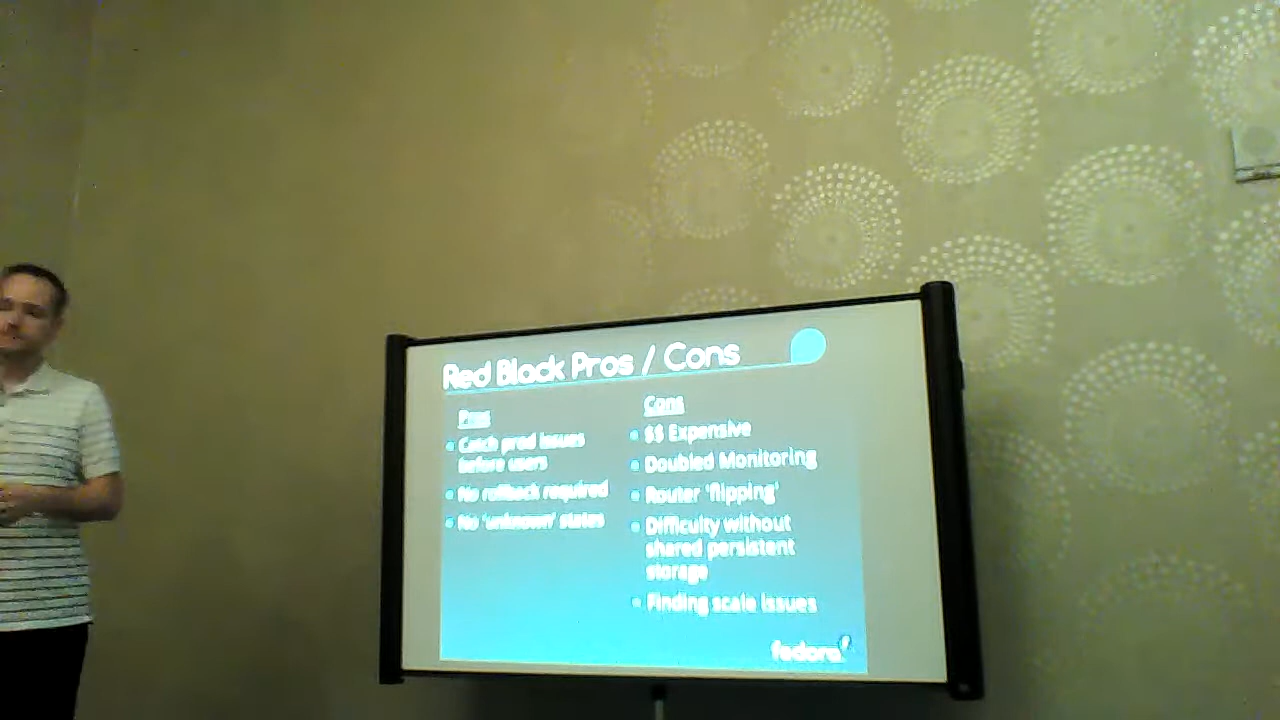 Red Black Pros / Cons
Pros
Catch prod issues
before users
No rollback required
No 'unknown' states
Cons
$$ Expensive
Doubled Monitoring
Router 'flipping'
Difficulty without
shared persistent
storage
Finding scale issues
fedora